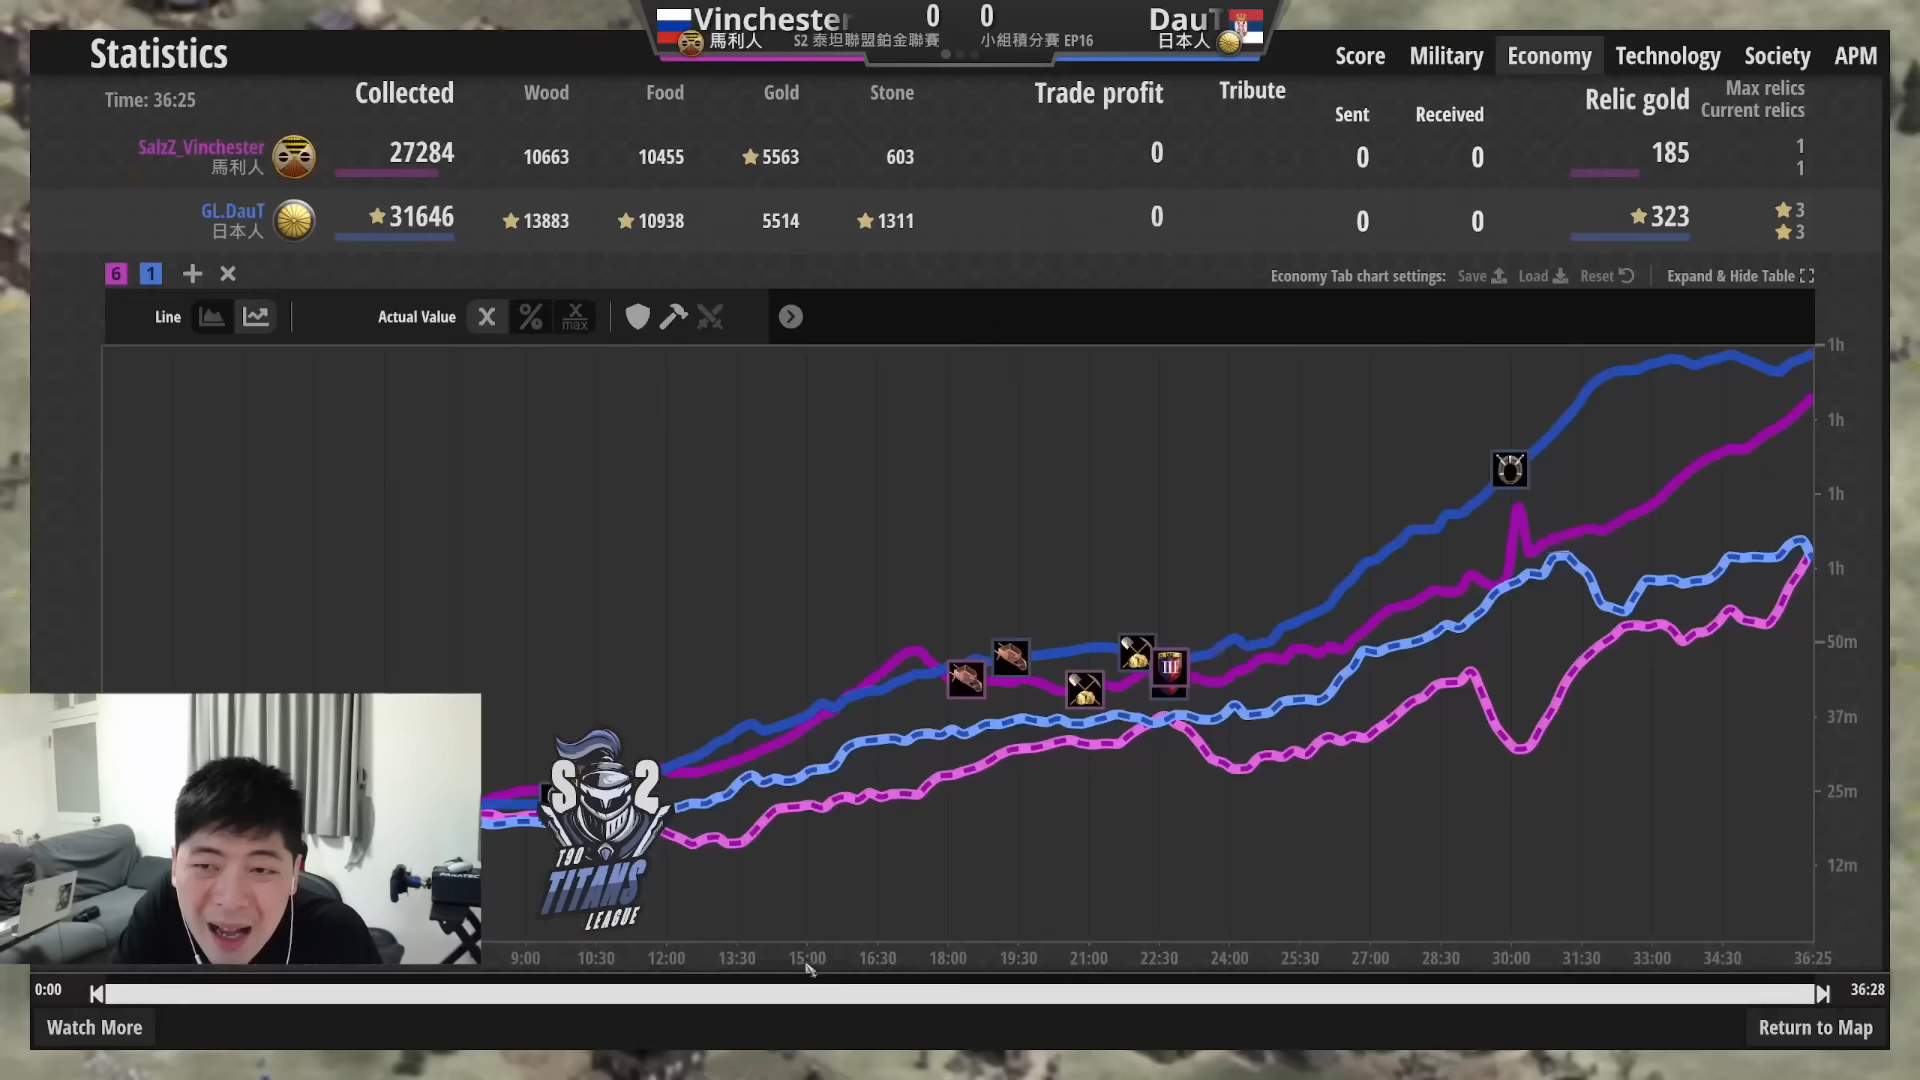 Vincheste 0 0 DauT
馬利人 S2 泰坦聯盟鉑金聯賽 小組積分賽 EP16 日本人
Statistics
Score Military Economy Technology Society APM
Time: 36:25
Collected Wood Food Gold Stone Trade profit Tribute Sent Received Relic gold Max relics
Current relics
SalzZ_Vinchester 27284 10663 10455 5563 603 0 0 0 185 1
馬利人 1
GL.DauT 31646 13883 10938 5514 1311 0 0 0 323 3
日本人 3
6 1
Economy Tab chart settings: Save Load Reset Expand & Hide Table
Line Actual Value X % X max
1h
1h
1h
III
1h
50m
37m
25m
12m
S 2
T90
TITANS
LEAGUE
FANATEC
9:00 10:30 12:00 13:30 15:00 16:30 18:00 19:30 21:00 22:30 24:00 25:30 27:00 28:30 30:00 31:30 33:00 34:30 36:25
0:00 36:28
Watch More Return to Map